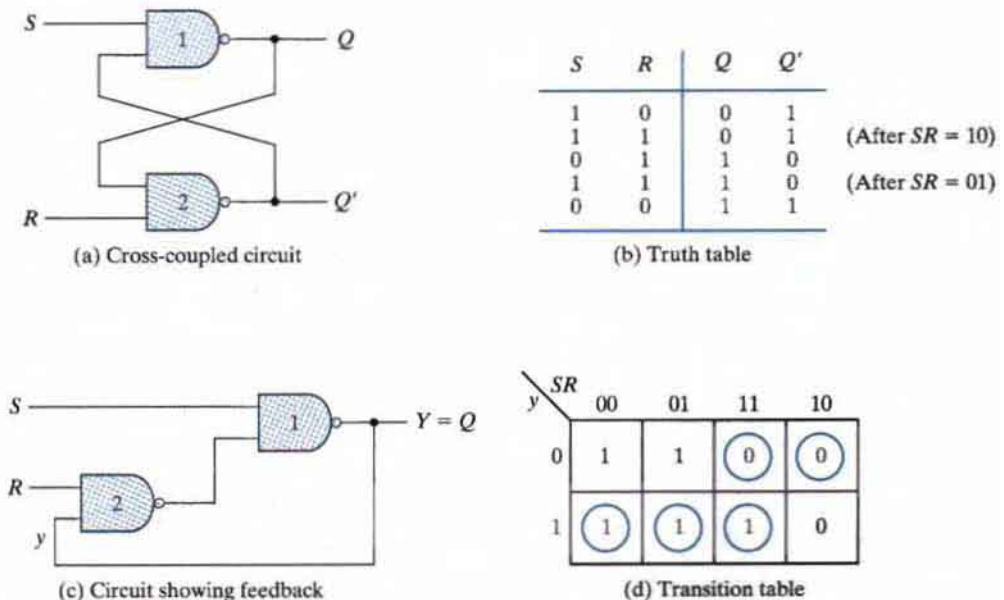 S
1
Q
2
R
Q'
(a) Cross-coupled circuit
S R Q Q'
1 0 0 1
1 1 0 1 (After SR = 10)
0 1 1 0
1 1 1 0 (After SR = 01)
0 0 1 1
(b) Truth table
S
1
Y = Q
R
2
y
(c) Circuit showing feedback
SR
y 00 01 11 10
0 1 1 0 0
1 1 1 1 0
(d) Transition table